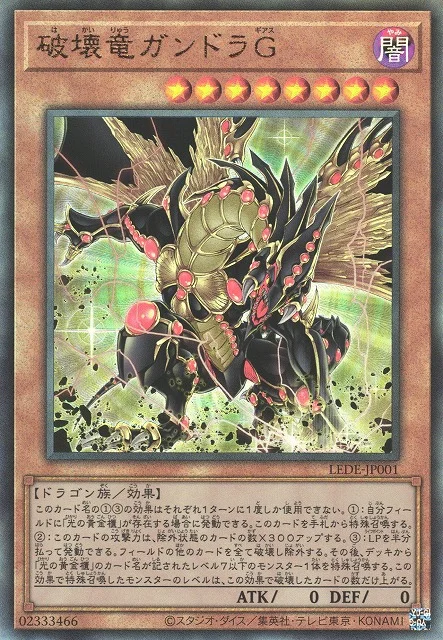 破壊竜ガンドラG
闇
LEDE-JP001
【ドラゴン族/効果】
このカード名の①③の効果はそれぞれ1ターンに1度しか使用できない。①:自分フィ
ールドに「光の黄金櫃」が存在する場合に発動できる。このカードを手札から特殊召喚する。
②:このカードの攻撃力は、除外状態のカードの数×300アップする。③:LPを半分
払って発動できる。フィールドの他のカードを全て破壊し除外する。その後、デッキから
「光の黄金櫃」のカード名が記されたレベル7以下のモンスター1体を特殊召喚する。この
効果で特殊召喚したモンスターのレベルは、この効果で破壊したカードの数だけ上がる。
ATK/ 0 DEF/ 0
02333466 ©スタジオ・ダイス/集英社・テレビ東京・KONAMI